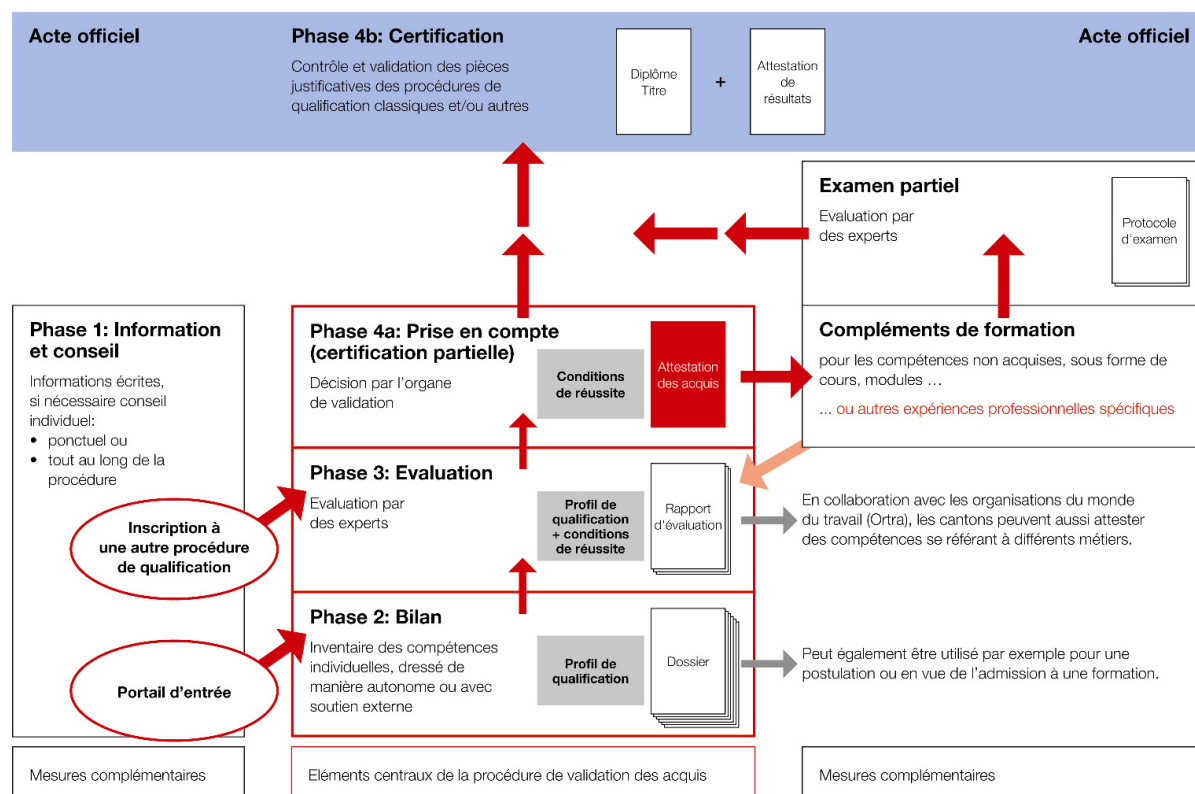 Acte officiel
Phase 4b: Certification
Contrôle et validation des pièces
justificatives des procédures de
qualification classiques et/ou autres
Diplôme
Titre
+
Attestation
de
résultats
Acte officiel
Examen partiel
Evaluation par
des experts
Protocole
d'examen
Phase 1: Information
et conseil
Informations écrites,
si nécessaire conseil
individuel:
• ponctuel ou
• tout au long de la
procédure
Inscription à
une autre procédure
de qualification
Portail d'entrée
Phase 4a: Prise en compte
(certification partielle)
Décision par l'organe
de validation
Conditions
de réussite
Attestation
des acquis
Compléments de formation
pour les compétences non acquises, sous forme de
cours, modules ...
... ou autres expériences professionnelles spécifiques
Phase 3: Evaluation
Evaluation par
des experts
Profil de
qualification
+ conditions
de réussite
Rapport
d'évaluation
En collaboration avec les organisations du monde
du travail (Ortra), les cantons peuvent aussi attester
des compétences se référant à différents métiers.
Phase 2: Bilan
Inventaire des compétences
individuelles, dressé de
manière autonome ou avec
soutien externe
Profil de
qualification
Dossier
Peut également être utilisé par exemple pour une
postulation ou en vue de l'admission à une formation.
Mesures complémentaires
Eléments centraux de la procédure de validation des acquis
Mesures complémentaires